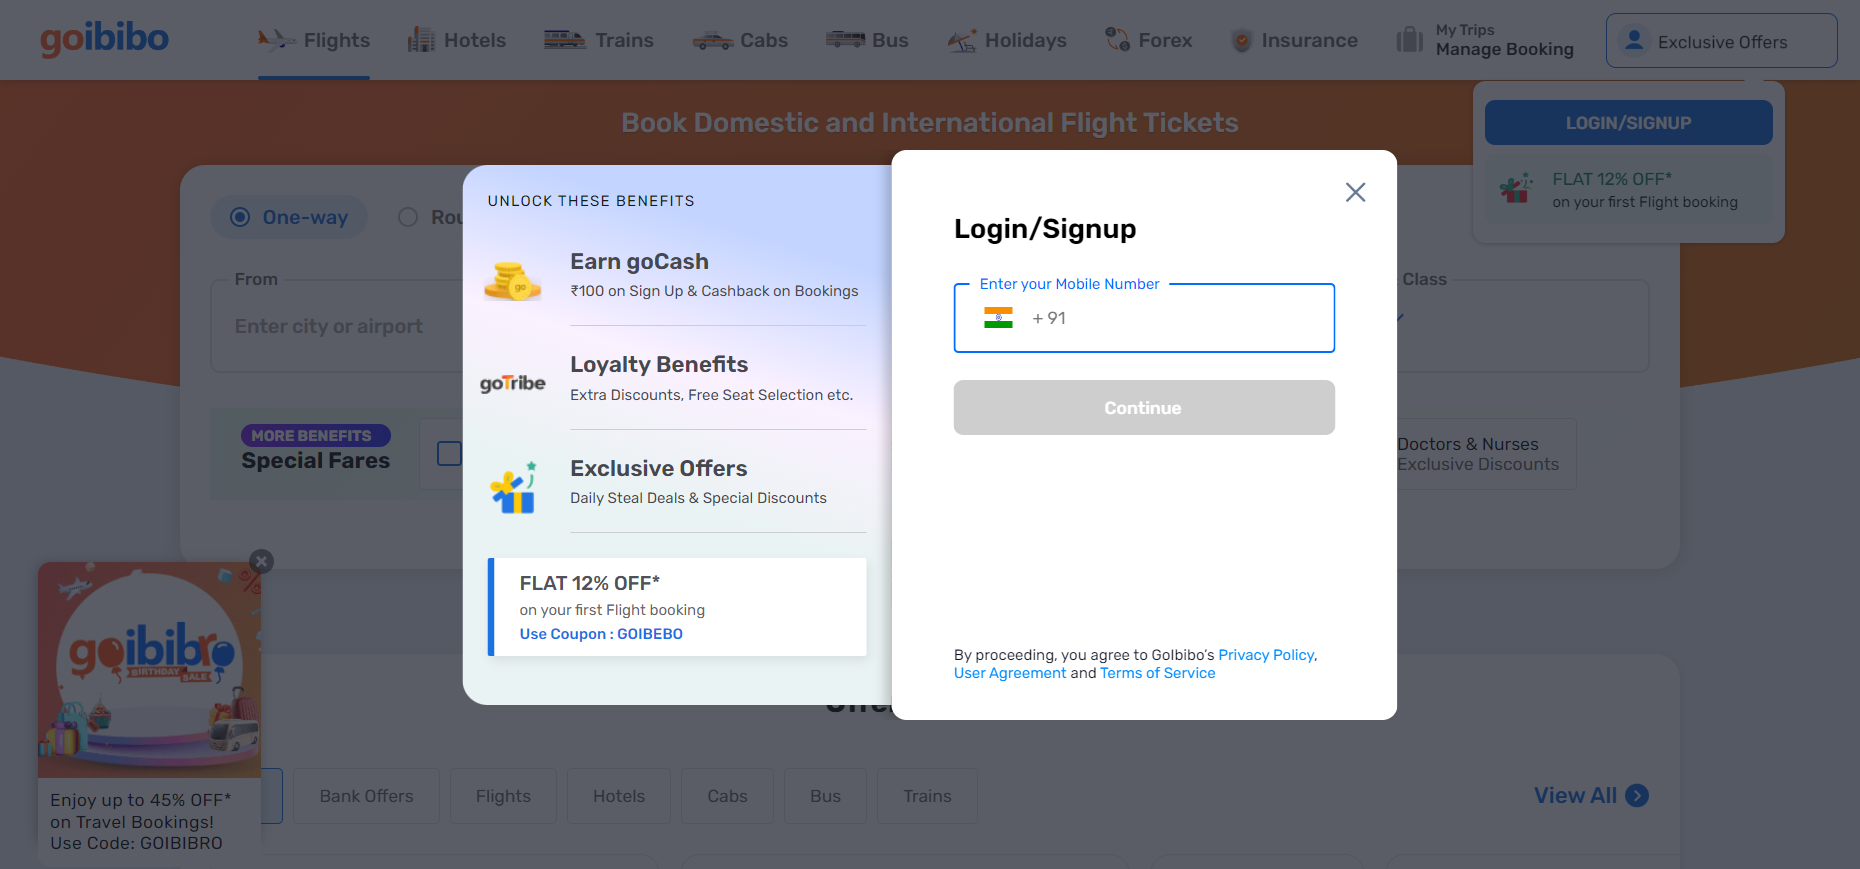 goibibo
Flights
Hotels
Trains
Cabs
Bus
Holidays
Forex
Insurance
My Trips
Manage Booking
Exclusive Offers
LOGIN/SIGNUP
FLAT 12% OFF*
on your first Flight booking
Book Domestic and International Flight Tickets
One-way
Rou
From
Enter city or airport
Class
MORE BENEFITS
Special Fares
Doctors & Nurses
Exclusive Discounts
UNLOCK THESE BENEFITS
Earn goCash
₹100 on Sign Up & Cashback on Bookings
go
Loyalty Benefits
Extra Discounts, Free Seat Selection etc.
goTribe
Exclusive Offers
Daily Steal Deals & Special Discounts
FLAT 12% OFF*
on your first Flight booking
Use Coupon : GOIBEBO
Login/Signup
Enter your Mobile Number
+ 91
Continue
By proceeding, you agree to GoIbibo’s Privacy Policy,
User Agreement and Terms of Service
goibibro
BIRTHDAY SALE
Enjoy up to 45% OFF*
on Travel Bookings!
Use Code: GOIBIBRO
Bank Offers
Flights
Hotels
Cabs
Bus
Trains
View All